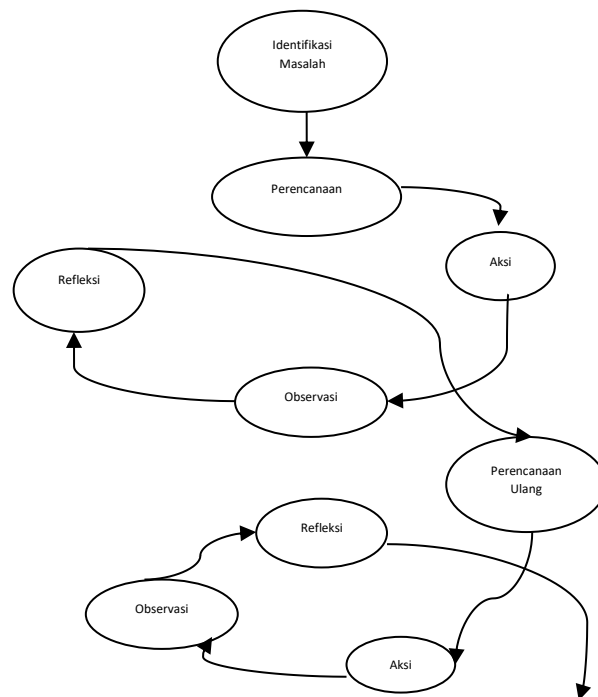 Identifikasi
Masalah
Perencanaan
Aksi
Refleksi
Observasi
Perencanaan
Ulang
Refleksi
Observasi
Aksi